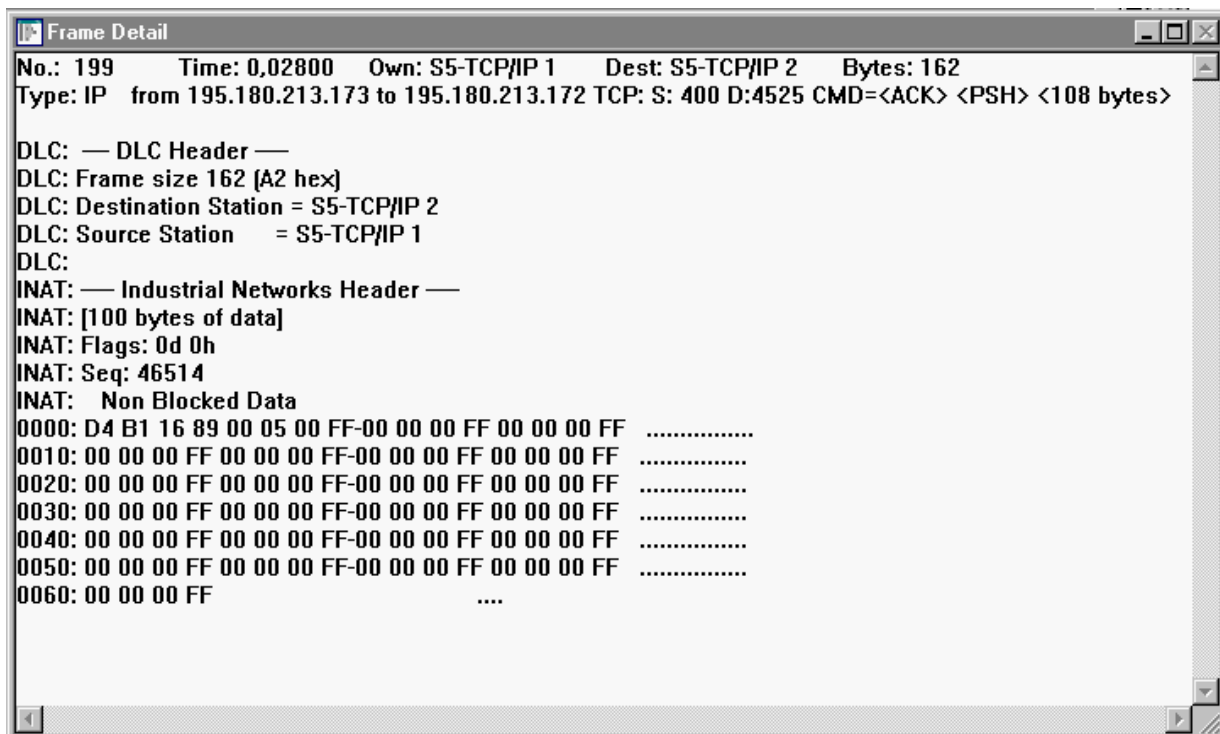 Frame Detail
No.: 199 Time: 0,02800 Own: S5-TCP/IP 1 Dest: S5-TCP/IP 2 Bytes: 162
Type: IP from 195.180.213.173 to 195.180.213.172 TCP: S: 400 D:4525 CMD=<ACK> <PSH> <108 bytes>
DLC: — DLC Header —
DLC: Frame size 162 (A2 hex)
DLC: Destination Station = S5-TCP/IP 2
DLC: Source Station = S5-TCP/IP 1
DLC:
INAT: — Industrial Networks Header —
INAT: [100 bytes of data]
INAT: Flags: 0d 0h
INAT: Seq: 46514
INAT: Non Blocked Data
0000: D4 B1 16 89 00 05 00 FF-00 00 00 FF 00 00 00 FF ................
0010: 00 00 00 FF 00 00 00 FF-00 00 00 FF 00 00 00 FF ................
0020: 00 00 00 FF 00 00 00 FF-00 00 00 FF 00 00 00 FF ................
0030: 00 00 00 FF 00 00 00 FF-00 00 00 FF 00 00 00 FF ................
0040: 00 00 00 FF 00 00 00 FF-00 00 00 FF 00 00 00 FF ................
0050: 00 00 00 FF 00 00 00 FF-00 00 00 FF 00 00 00 FF ................
0060: 00 00 00 FF ....